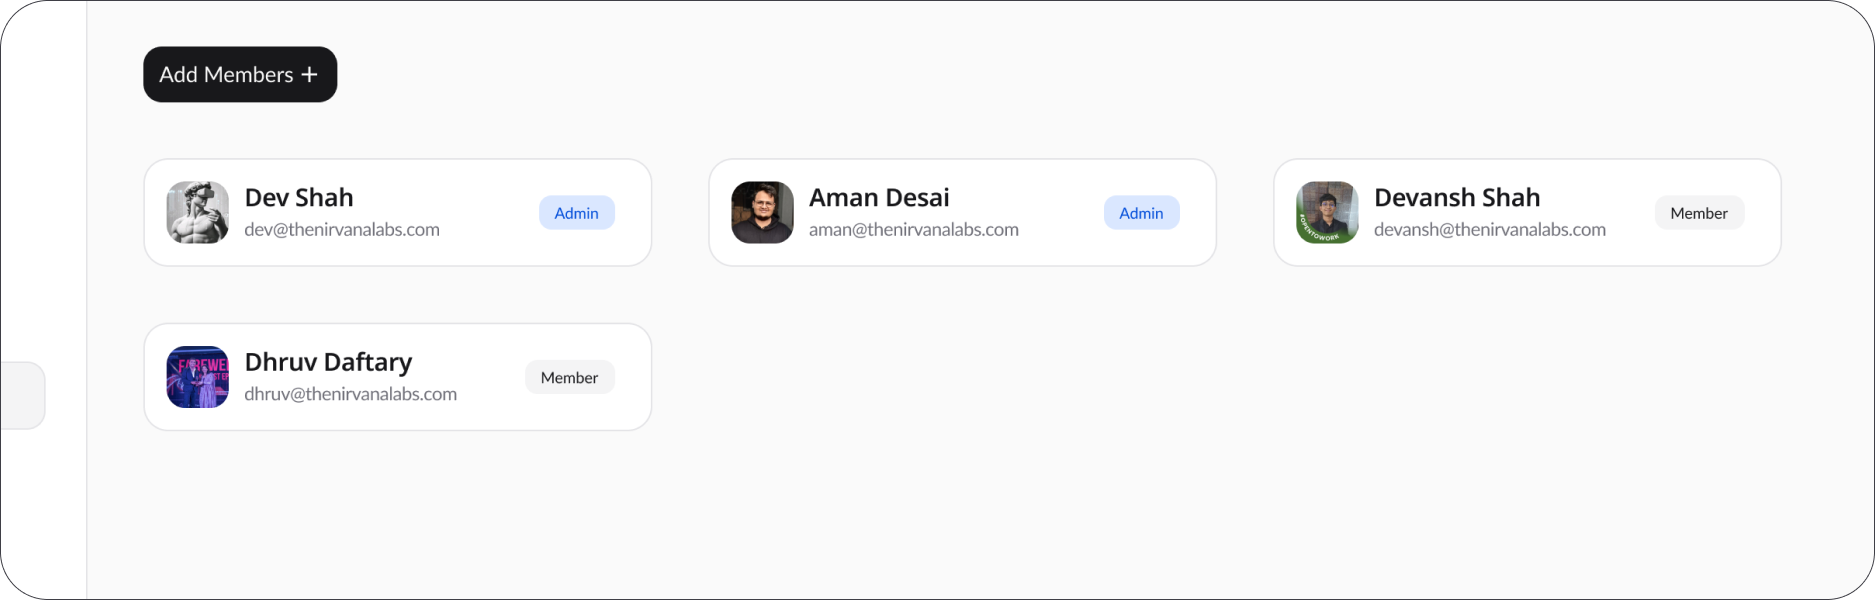 Add Members +
Dev Shah
dev@thenirvanalabs.com
Admin
Aman Desai
aman@thenirvanalabs.com
Admin
Devansh Shah
devansh@thenirvanalabs.com
Member
#OPENTOWORK
Dhruv Daftary
dhruv@thenirvanalabs.com
Member